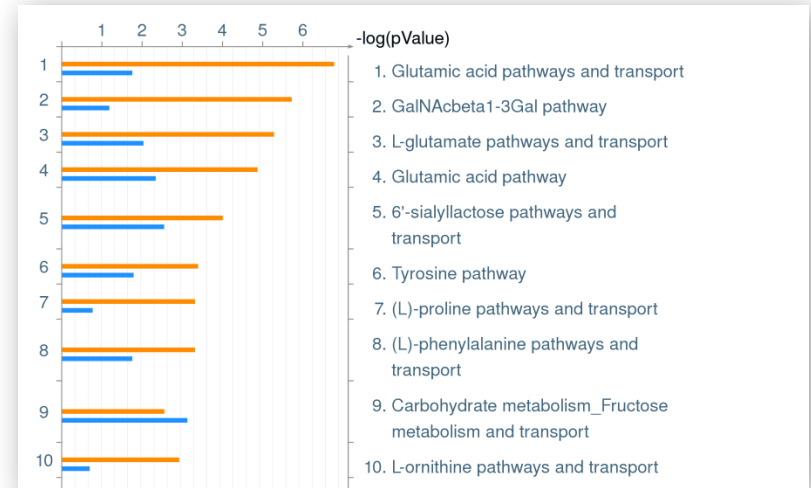 1 2 3 4 5 6
-log(pValue)
1 1. Glutamic acid pathways and transport
2 2. GalNAcbeta1-3Gal pathway
3 3. L-glutamate pathways and transport
4 4. Glutamic acid pathway
5 5. 6'-sialyllactose pathways and
transport
6 6. Tyrosine pathway
7 7. (L)-proline pathways and transport
8 8. (L)-phenylalanine pathways and
transport
9 9. Carbohydrate metabolism_Fructose
metabolism and transport
10 10. L-ornithine pathways and transport